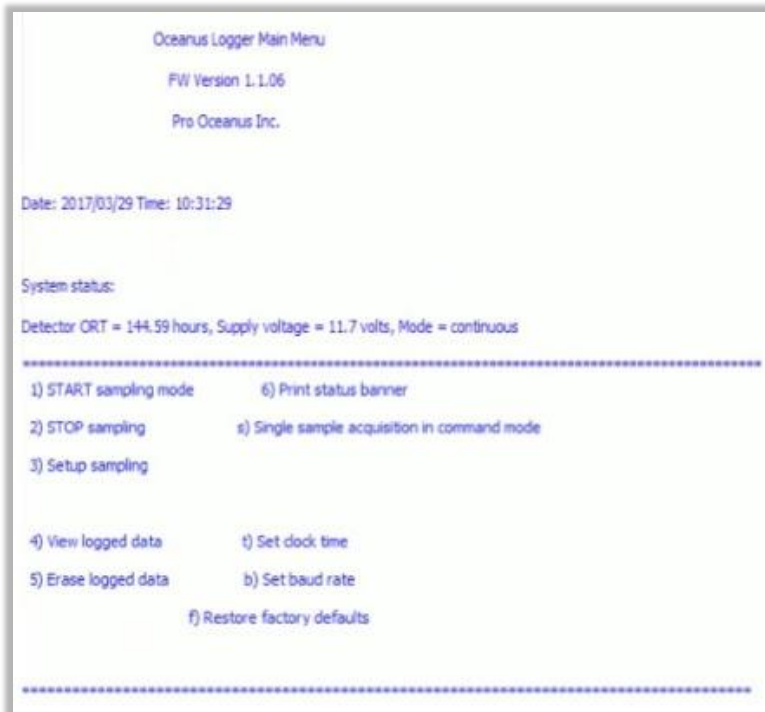 Oceanus Logger Main Menu
FW Version 1.1.06
Pro Oceanus Inc.
Date: 2017/03/29 Time: 10:31:29
System status:
Detector ORT = 144.59 hours, Supply voltage = 11.7 volts, Mode = continuous
1) START sampling mode 6) Print status banner
2) STOP sampling s) Single sample acquisition in command mode
3) Setup sampling
4) View logged data t) Set clock time
5) Erase logged data b) Set baud rate
f) Restore factory defaults